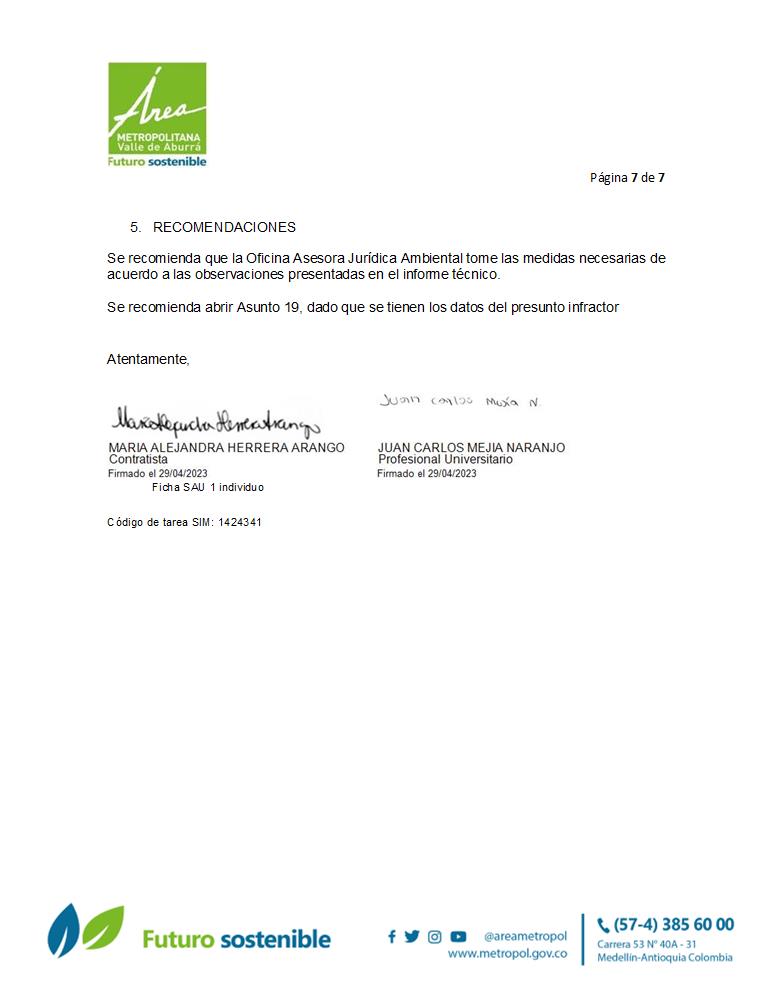 Área
METROPOLITANA
Valle de Aburrá
Futuro sostenible
Página 7 de 7
5. RECOMENDACIONES
Se recomienda que la Oficina Asesora Jurídica Ambiental tome las medidas necesarias de
acuerdo a las observaciones presentadas en el informe técnico.
Se recomienda abrir Asunto 19, dado que se tienen los datos del presunto infractor
Atentamente,
Maria Alejandra Herrera Arango
Juan Carlos Mejía N.
MARIA ALEJANDRA HERRERA ARANGO
JUAN CARLOS MEJIA NARANJO
Contratista
Profesional Universitario
Firmado el 29/04/2023
Firmado el 29/04/2023
Ficha SAU 1 individuo
Código de tarea SIM: 1424341
Futuro sostenible
@areametropol
www.metropol.gov.co
(57-4) 385 60 00
Carrera 53 N° 40A - 31
Medellín-Antioquia Colombia